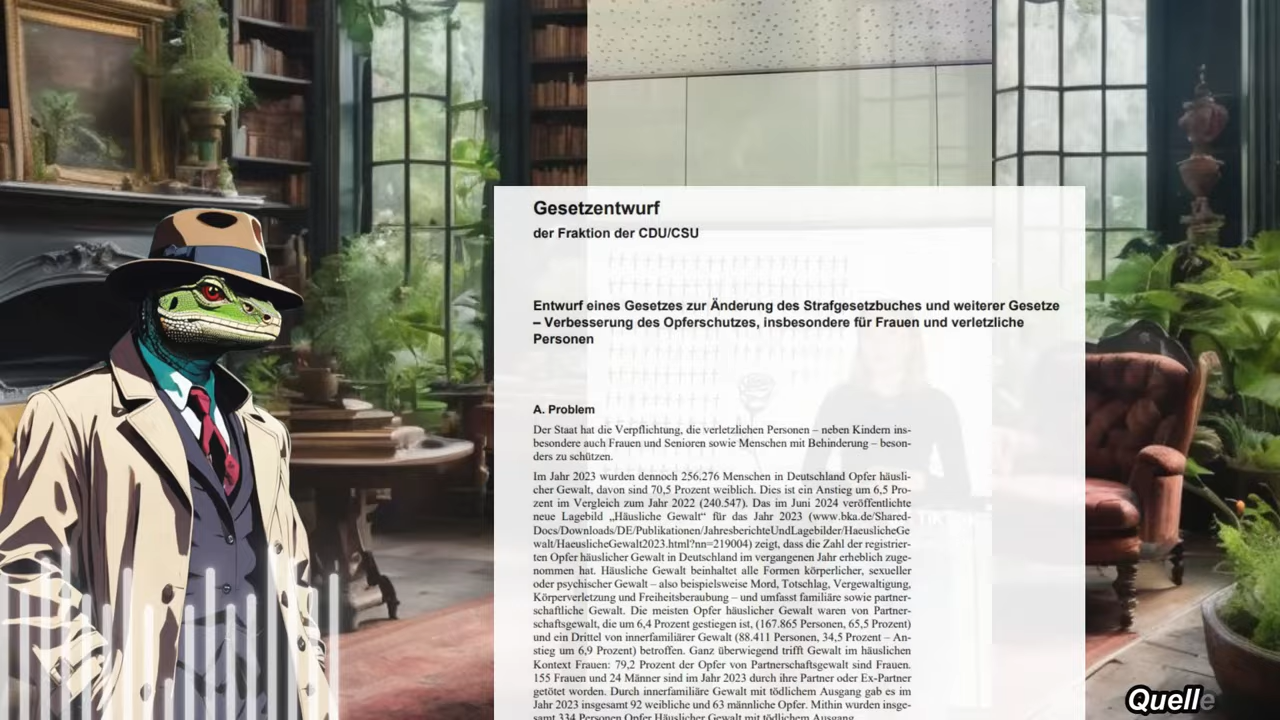 Gesetzentwurf
der Fraktion der CDU/CSU
Entwurf eines Gesetzes zur Änderung des Strafgesetzbuches und weiterer Gesetze
– Verbesserung des Opferschutzes, insbesondere für Frauen und verletzliche
Personen
A. Problem
Der Staat hat die Verpflichtung, die verletzlichen Personen – neben Kindern ins-
besondere auch Frauen und Senioren sowie Menschen mit Behinderung – beson-
ders zu schützen.
Im Jahr 2023 wurden dennoch 256.276 Menschen in Deutschland Opfer häusli-
cher Gewalt, davon sind 70,5 Prozent weiblich. Dies ist ein Anstieg um 6,5 Pro-
zent im Vergleich zum Jahr 2022 (240.547). Das im Juni 2024 veröffentlichte
neue Lagebild „Häusliche Gewalt“ für das Jahr 2023 (www.bka.de/Shared-
Docs/Downloads/DE/Publikationen/JahresberichteUndLagebilder/HaeuslicheGe
walt/HaeuslicheGewalt2023.html?nn=219004) zeigt, dass die Zahl der registrier-
ten Opfer häuslicher Gewalt in Deutschland im vergangenen Jahr erheblich zuge-
nommen hat. Häusliche Gewalt beinhaltet alle Formen körperlicher, sexueller
oder psychischer Gewalt – also beispielsweise Mord, Totschlag, Vergewaltigung,
Körperverletzung und Freiheitsberaubung – und umfasst familiäre sowie partner-
schaftliche Gewalt. Die meisten Opfer häuslicher Gewalt waren von Partner-
schaftsgewalt, die um 6,4 Prozent gestiegen ist, (167.865 Personen, 65,5 Prozent)
und ein Drittel von innerfamiliärer Gewalt (88.411 Personen, 34,5 Prozent – An-
stieg um 6,9 Prozent) betroffen. Ganz überwiegend trifft Gewalt im häuslichen
Kontext Frauen: 79,2 Prozent der Opfer von Partnerschaftsgewalt sind Frauen.
155 Frauen und 24 Männer sind im Jahr 2023 durch ihre Partner oder Ex-Partner
getötet worden. Durch innerfamiliäre Gewalt mit tödlichem Ausgang gab es im
Jahr 2023 insgesamt 92 weibliche und 63 männliche Opfer. Mithin wurden insge-
samt 334 Personen Opfer Häuslicher Gewalt mit tödlichem Ausgang.
Quelle